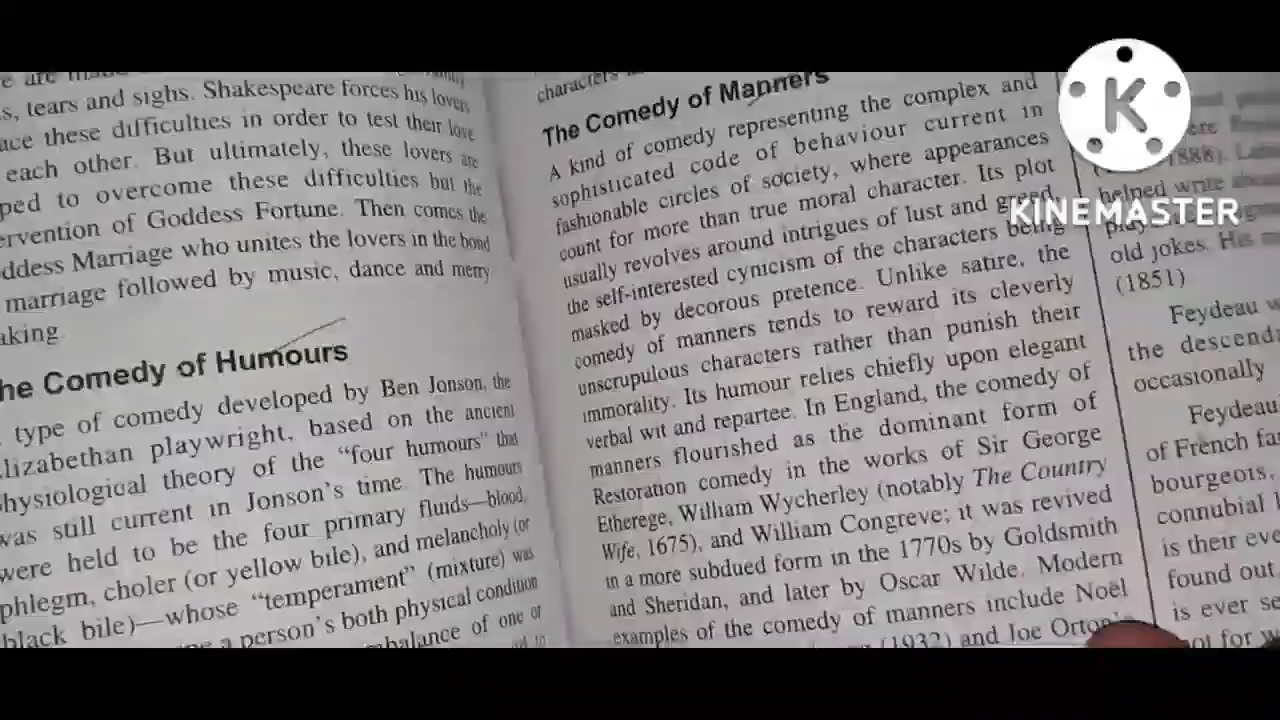 s, tears and sighs. Shakespeare forces his lovers
ace these difficulties in order to test their love
each other. But ultimately, these lovers are
ped to overcome these difficulties but the
ervention of Goddess Fortune. Then comes the
ddess Marriage who unites the lovers in the bond
marriage followed by music, dance and merry
aking.
he Comedy of Humours
type of comedy developed by Ben Jonson, the
lizabethan playwright, based on the ancient
hysiological theory of the “four humours” that
was still current in Jonson’s time. The humours
were held to be the four primary fluids—blood,
phlegm, choler (or yellow bile), and melancholy (or
black bile)—whose “temperament” (mixture) was
a person’s both physical condition
mbalance of one or
characters
The Comedy of Manners
A kind of comedy representing the complex and
sophisticated code of behaviour current in
fashionable circles of society, where appearances
count for more than true moral character. Its plot
usually revolves around intrigues of lust and greed,
the self-interested cynicism of the characters being
masked by decorous pretence. Unlike satire, the
comedy of manners tends to reward its cleverly
unscrupulous characters rather than punish their
immorality. Its humour relies chiefly upon elegant
verbal wit and repartee. In England, the comedy of
manners flourished as the dominant form of
Restoration comedy in the works of Sir George
Etherege, William Wycherley (notably The Country
Wife, 1675), and William Congreve; it was revived
in a more subdued form in the 1770s by Goldsmith
and Sheridan, and later by Oscar Wilde. Modern
examples of the comedy of manners include Noël
(1932) and Joe Orton’s
1888).
helped write
play
old jokes. His
(1851)
Feydeau
the descend
occasionally
Feydeau
of French fa
bourgeois,
connubial
is their eve
found out,
is ever se
not for w
K
KINEMASTER